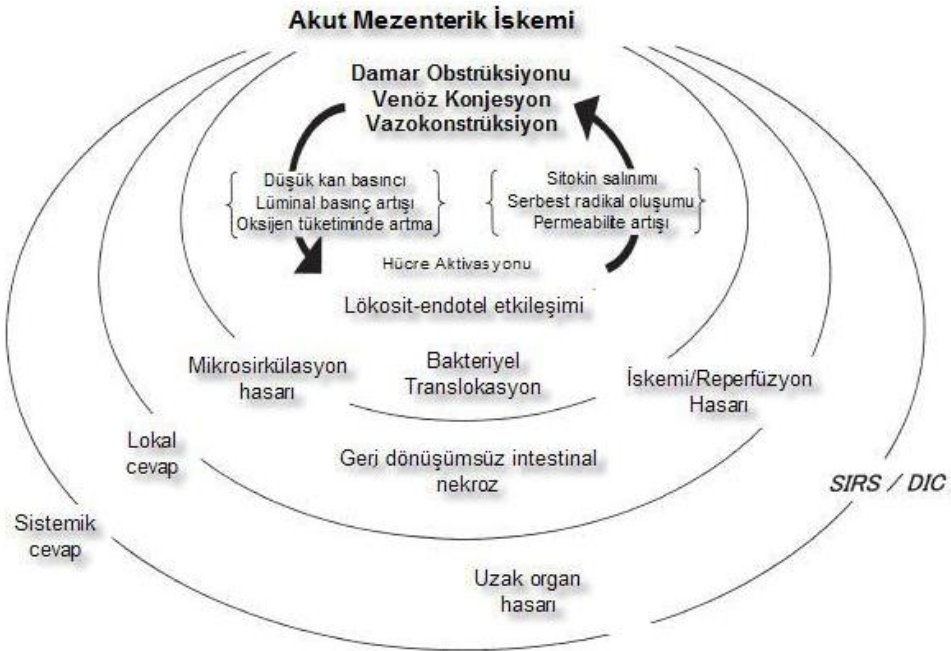 Akut Mezenterik İskemi
Damar Obstrüksiyonu
Venöz Konjesyon
Vazokonstrüksiyon
Düşük kan basıncı
Lüminal basınç artışı
Oksijen tüketiminde artma
Sitokin salınımı
Serbest radikal oluşumu
Permeabilite artışı
Hücre Aktivasyonu
Lökosit-endotel etkileşimi
Mikrosirkülasyon
hasarı
Bakteriyel
Translokasyon
İskemi/Reperfüzyon
Hasarı
Lokal
cevap
Geri dönüşümsüz intestinal
nekroz
SIRS / DIC
Sistemik
cevap
Uzak organ
hasarı